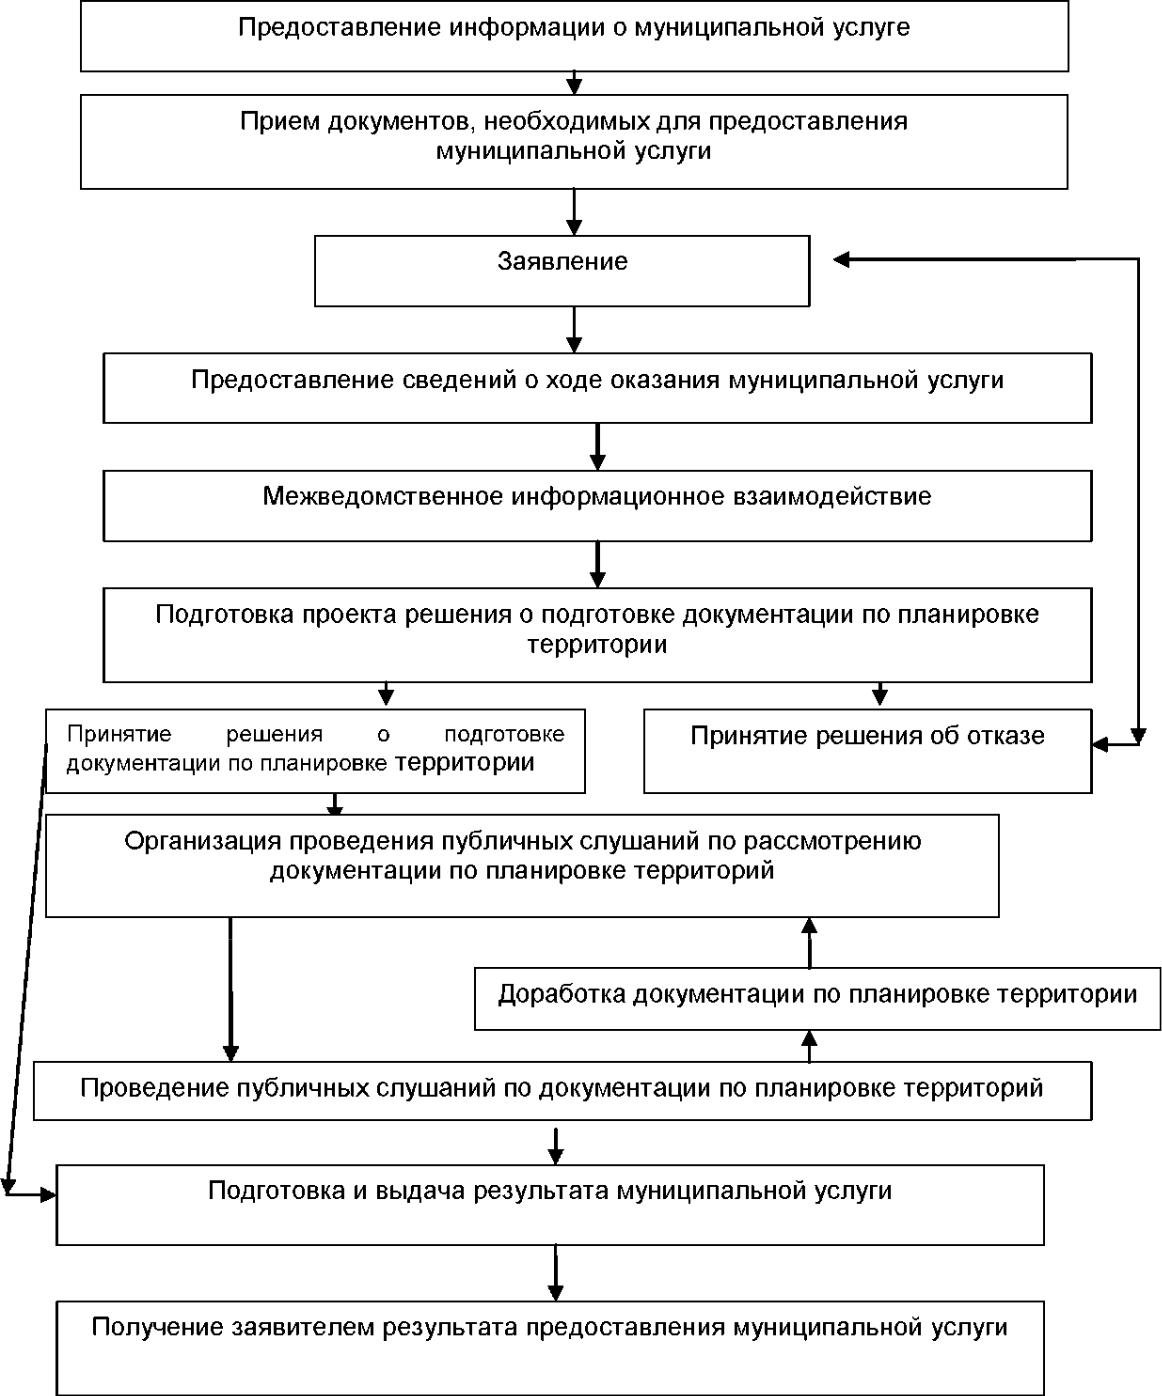 Предоставление информации о муниципальной услуге
Прием документов, необходимых для предоставления
муниципальной услуги
Заявление
Предоставление сведений о ходе оказания муниципальной услуги
Межведомственное информационное взаимодействие
Подготовка проекта решения о подготовке документации по планировке
территории
Принятие решения о подготовке
документации по планировке территории
Принятие решения об отказе
Организация проведения публичных слушаний по рассмотрению
документации по планировке территорий
Доработка документации по планировке территории
Проведение публичных слушаний по документации по планировке территорий
Подготовка и выдача результата муниципальной услуги
Получение заявителем результата предоставления муниципальной услуги